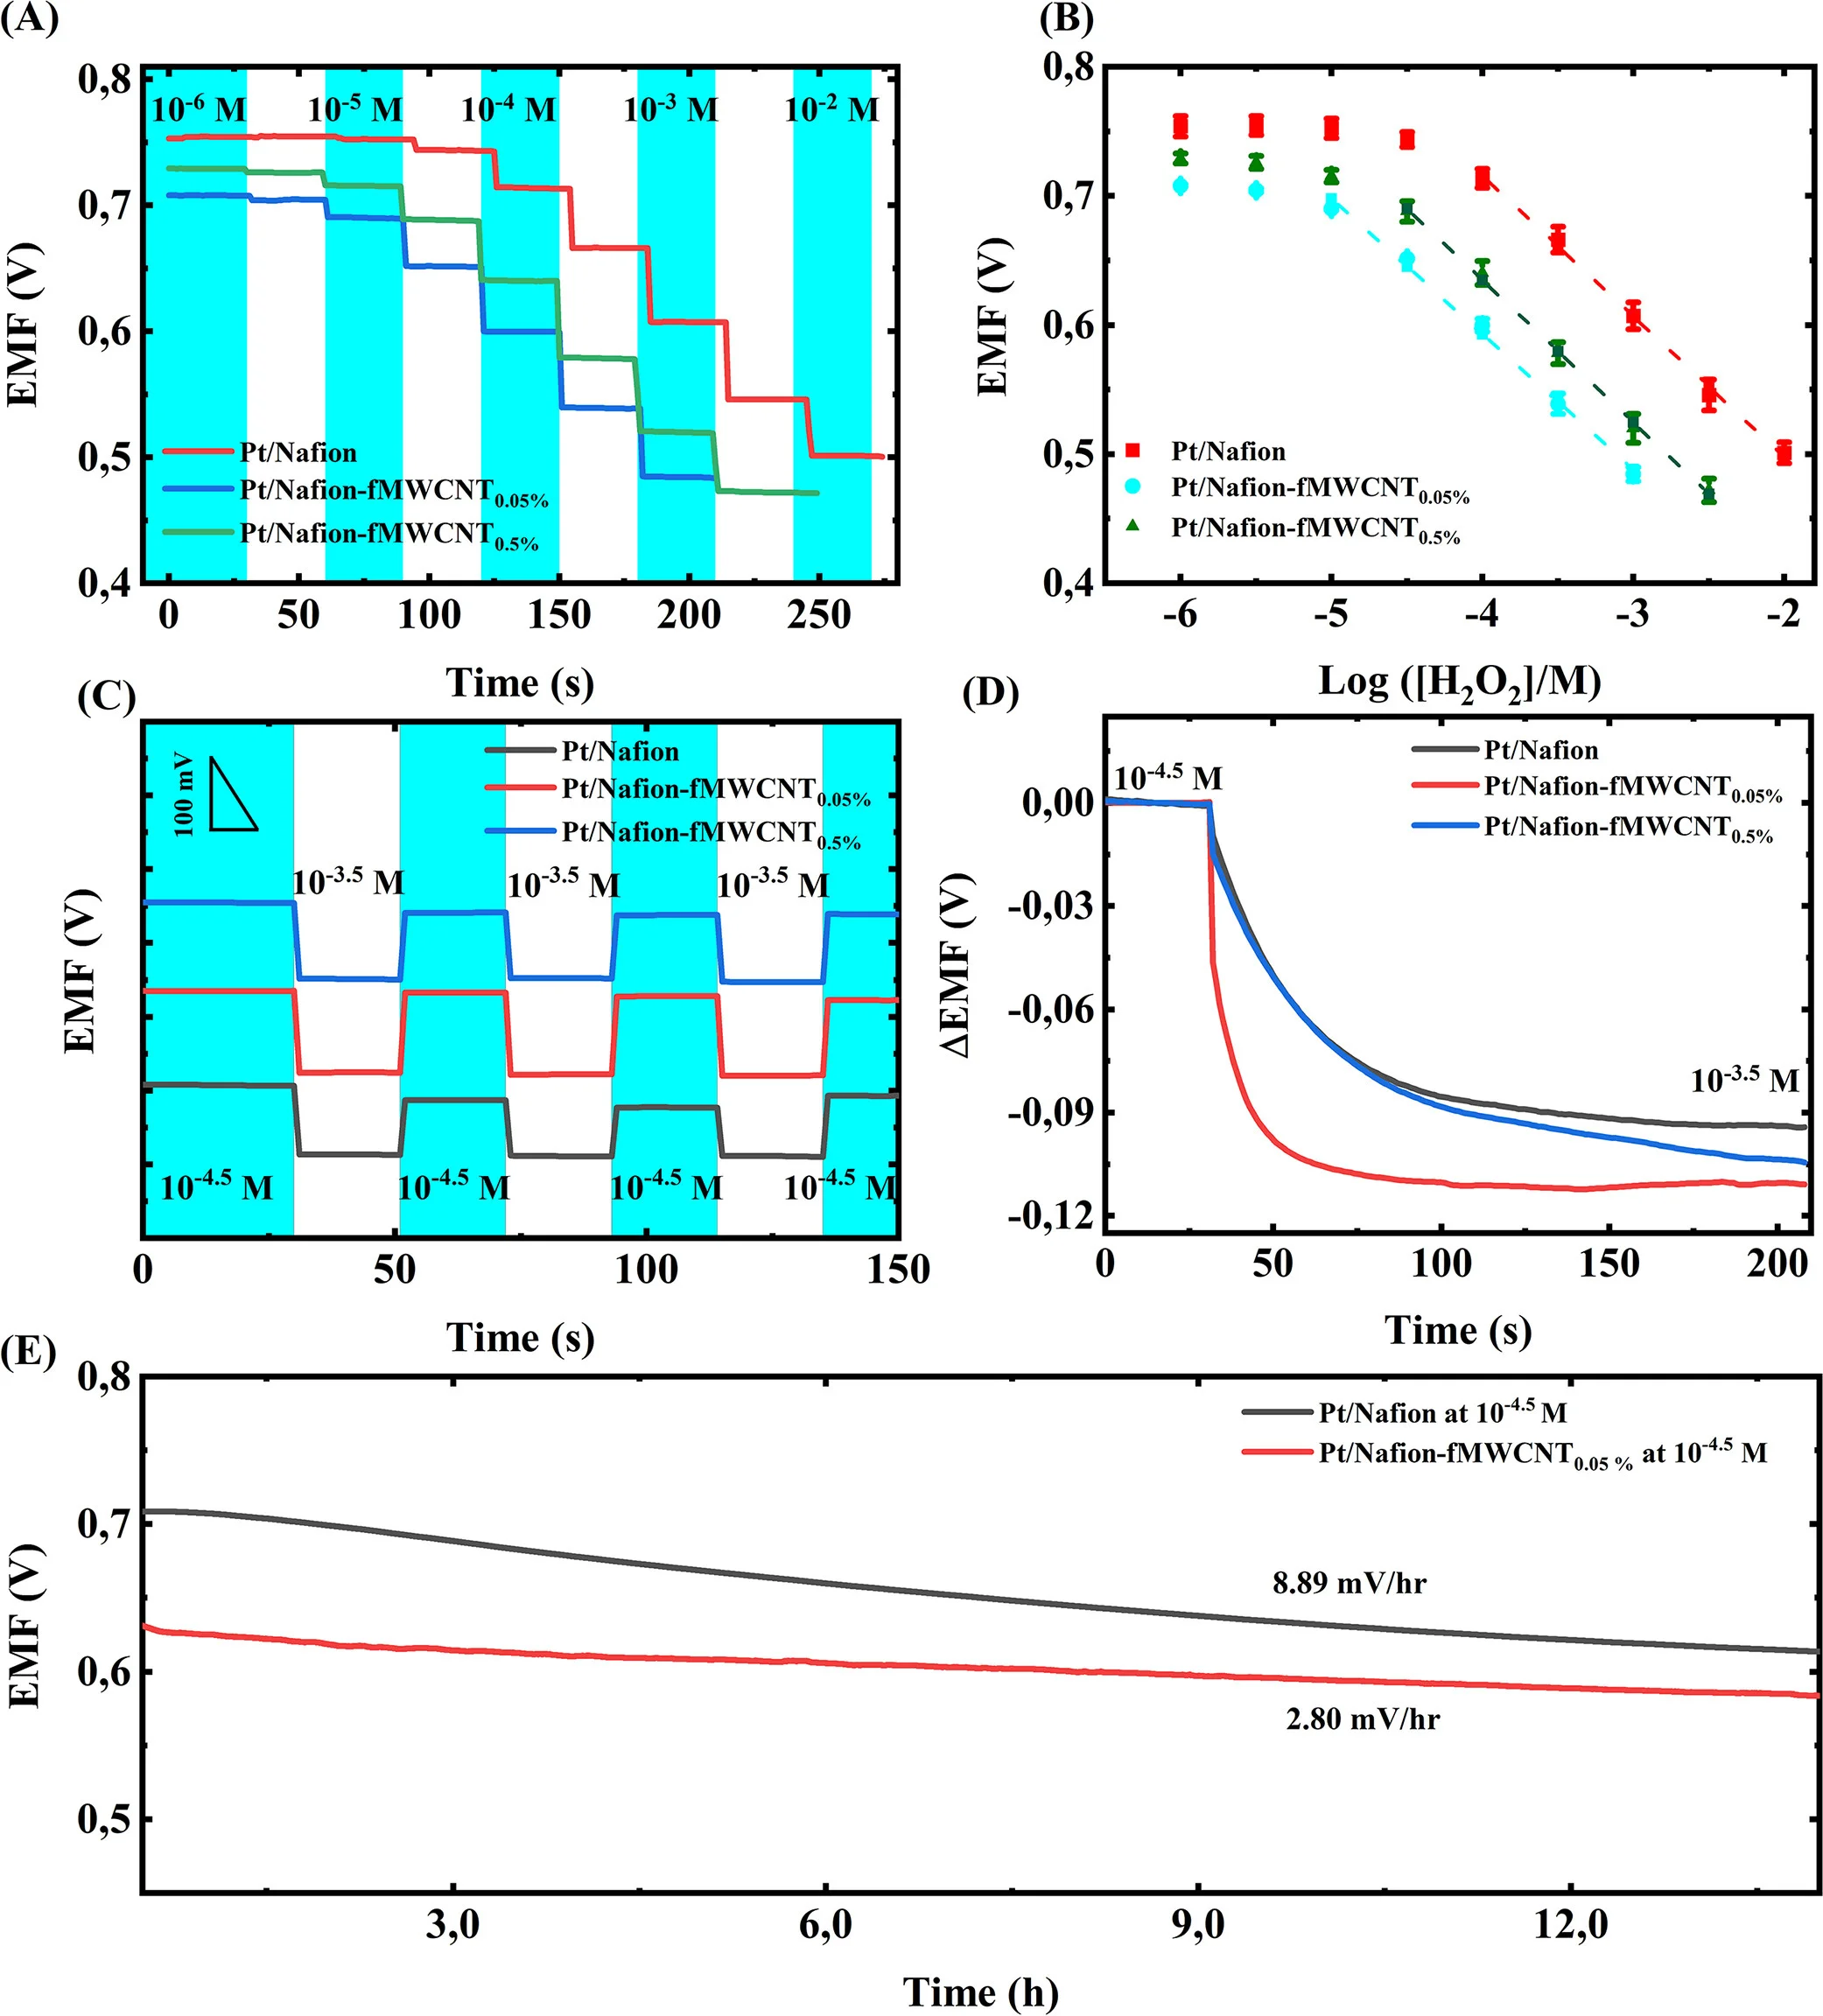 (A)
0,8
0,7
0,6
0,5
0,4
EMF (V)
10-6 M 10-5 M 10-4 M 10-3 M 10-2 M
Pt/Nafion
Pt/Nafion-fMWCNT0.05%
Pt/Nafion-fMWCNT0.5%
0 50 100 150 200 250
Time (s)
(B)
0,8
0,7
0,6
0,5
0,4
EMF (V)
Pt/Nafion
Pt/Nafion-fMWCNT0.05%
Pt/Nafion-fMWCNT0.5%
-6 -5 -4 -3 -2
Log ([H2O2]/M)
(C)
EMF (V)
100 mV
Pt/Nafion
Pt/Nafion-fMWCNT0.05%
Pt/Nafion-fMWCNT0.5%
10-3.5 M 10-3.5 M 10-3.5 M
10-4.5 M 10-4.5 M 10-4.5 M 10-4.5 M
0 50 100 150
Time (s)
(D)
ΔEMF (V)
0,00
-0,03
-0,06
-0,09
-0,12
10-4.5 M
Pt/Nafion
Pt/Nafion-fMWCNT0.05%
Pt/Nafion-fMWCNT0.5%
10-3.5 M
0 50 100 150 200
Time (s)
(E)
0,8
0,7
0,6
0,5
EMF (V)
Pt/Nafion at 10-4.5 M
Pt/Nafion-fMWCNT0.05 % at 10-4.5 M
8.89 mV/hr
2.80 mV/hr
3,0 6,0 9,0 12,0
Time (h)